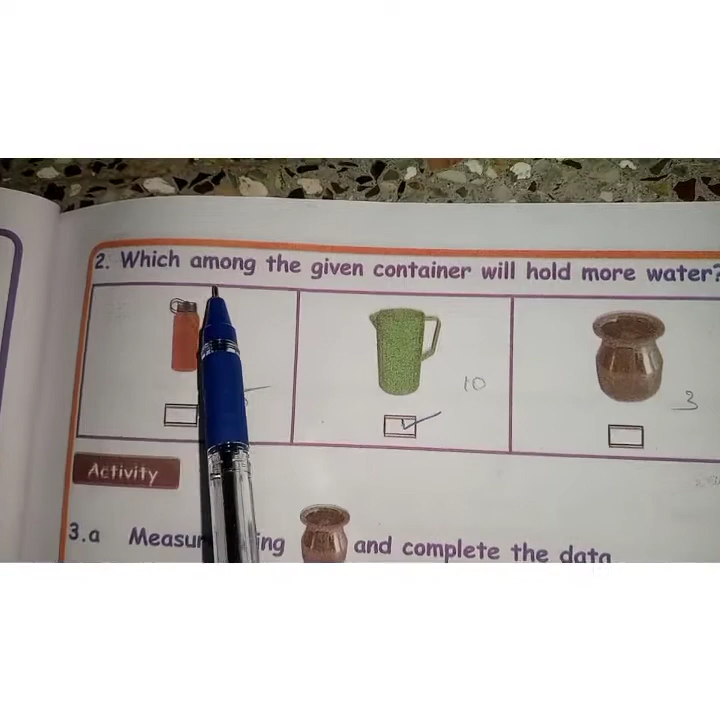 2. Which among the given container will hold more water?
10
3
Activity
3.a Measur ing and complete the data